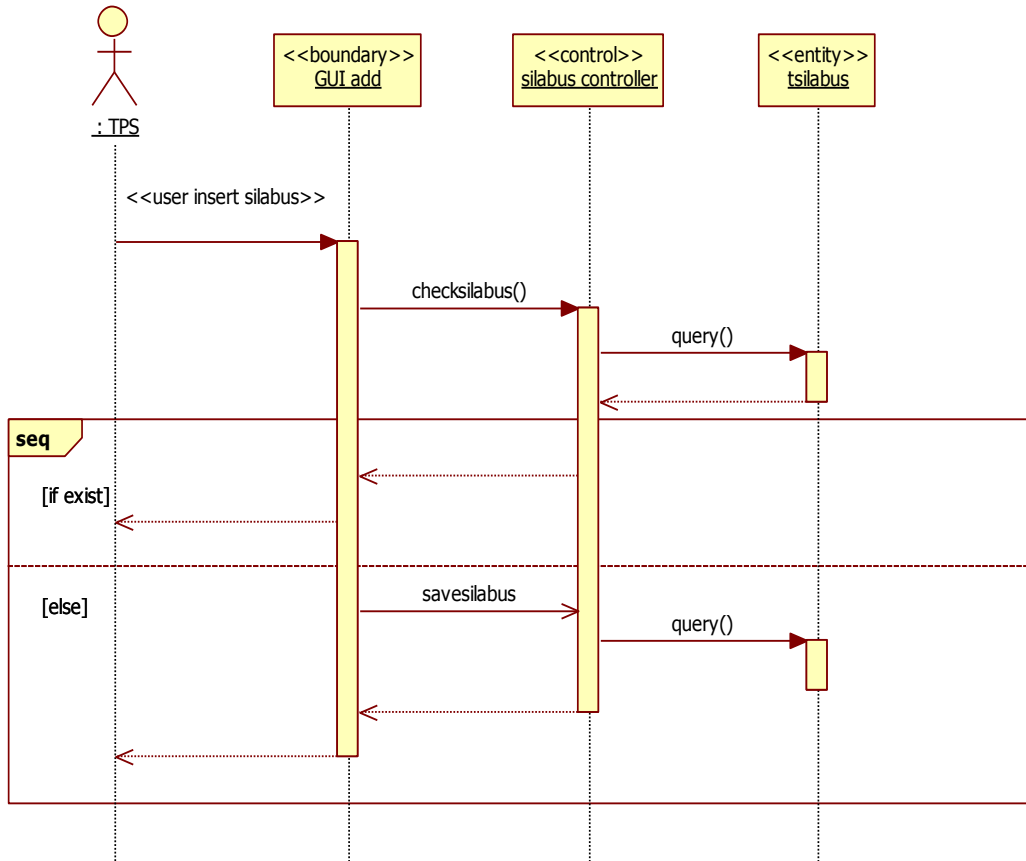 <<boundary>>
GUI add
<<control>>
silabus controller
<<entity>>
tsilabus
: TPS
<<user insert silabus>>
checksilabus()
query()
seq
[if exist]
[else]
savesilabus
query()